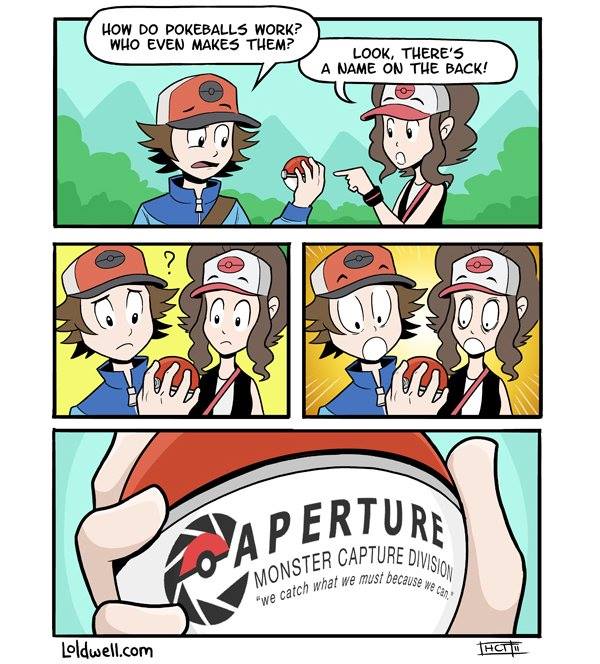 HOW DO POKEBALLS WORK?
WHO EVEN MAKES THEM?
LOOK, THERE'S
A NAME ON THE BACK!
?
APERTURE
MONSTER CAPTURE DIVISION
"we catch what we must because we can."
Loldwell.com
HCT 11